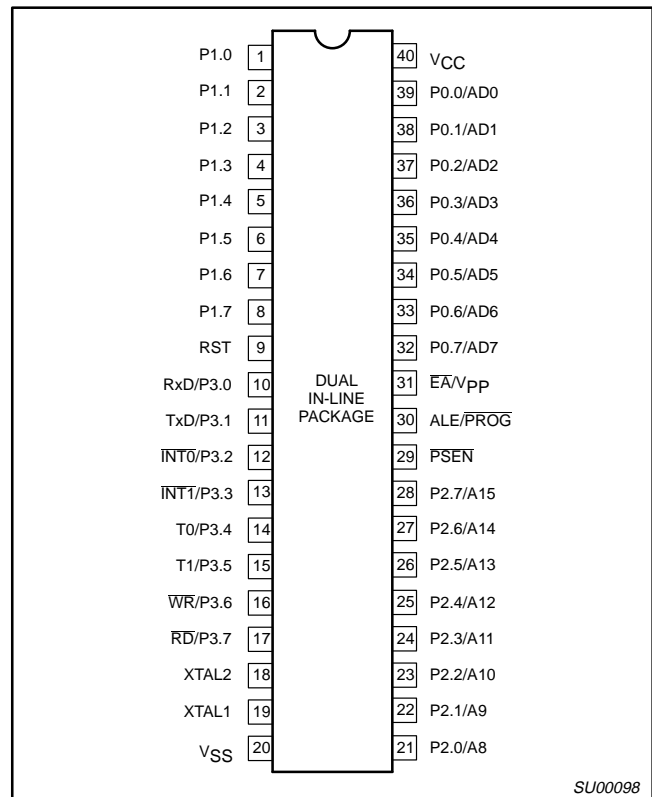 P1.0 1 40 VCC
P1.1 2 39 P0.0/AD0
P1.2 3 38 P0.1/AD1
P1.3 4 37 P0.2/AD2
P1.4 5 36 P0.3/AD3
P1.5 6 35 P0.4/AD4
P1.6 7 34 P0.5/AD5
P1.7 8 33 P0.6/AD6
RST 9 32 P0.7/AD7
RxD/P3.0 10 31 E̅A̅/VPP
TxD/P3.1 11 30 ALE/P̅R̅O̅G̅
I̅N̅T̅0̅/P3.2 12 29 P̅S̅E̅N̅
I̅N̅T̅1̅/P3.3 13 28 P2.7/A15
T0/P3.4 14 27 P2.6/A14
T1/P3.5 15 26 P2.5/A13
W̅R̅/P3.6 16 25 P2.4/A12
R̅D̅/P3.7 17 24 P2.3/A11
XTAL2 18 23 P2.2/A10
XTAL1 19 22 P2.1/A9
VSS 20 21 P2.0/A8
DUAL
IN-LINE
PACKAGE
SU00098